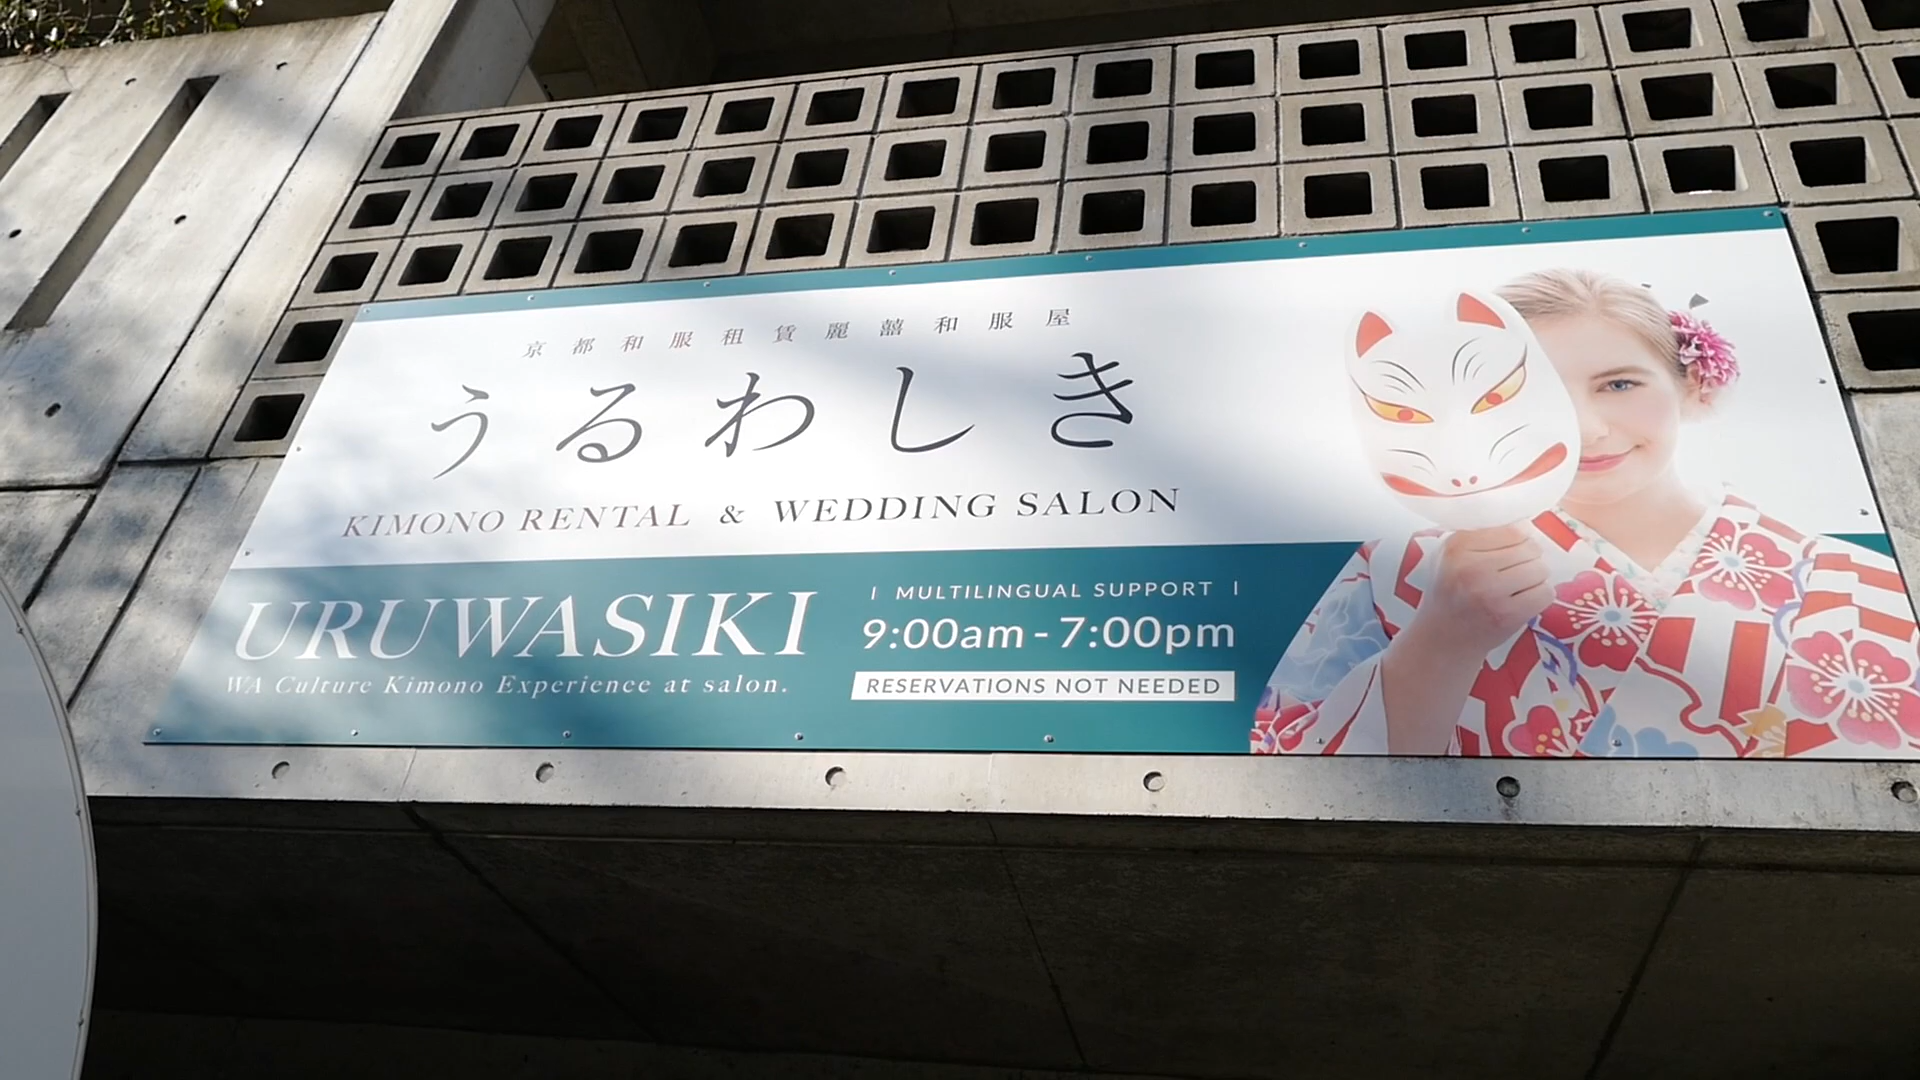 京都和服租賃麗囍和服屋
うるわしき
KIMONO RENTAL & WEDDING SALON
URUWASIKI
WA Culture Kimono Experience at salon.
| MULTILINGUAL SUPPORT |
9:00am - 7:00pm
RESERVATIONS NOT NEEDED